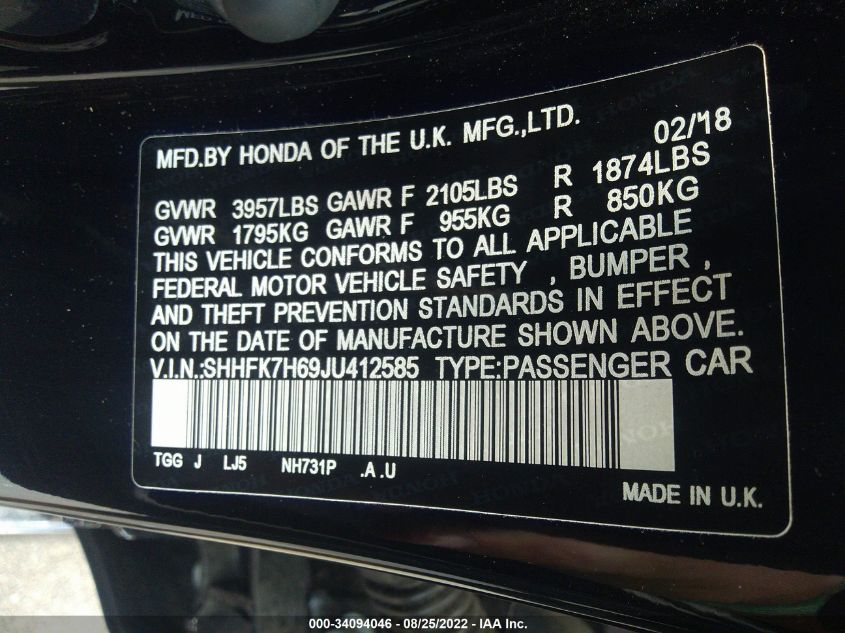 MFD.BY HONDA OF THE U.K. MFG.,LTD. 02/18
GVWR 3957LBS GAWR F 2105LBS R 1874LBS
GVWR 1795KG GAWR F 955KG R 850KG
THIS VEHICLE CONFORMS TO ALL APPLICABLE
FEDERAL MOTOR VEHICLE SAFETY , BUMPER ,
AND THEFT PREVENTION STANDARDS IN EFFECT
ON THE DATE OF MANUFACTURE SHOWN ABOVE.
V.I.N.:SHHFK7H69JU412585 TYPE:PASSENGER CAR
TGG J LJ5 NH731P .A .U
MADE IN U.K.
000-34094046 - 08/25/2022 - IAA Inc.